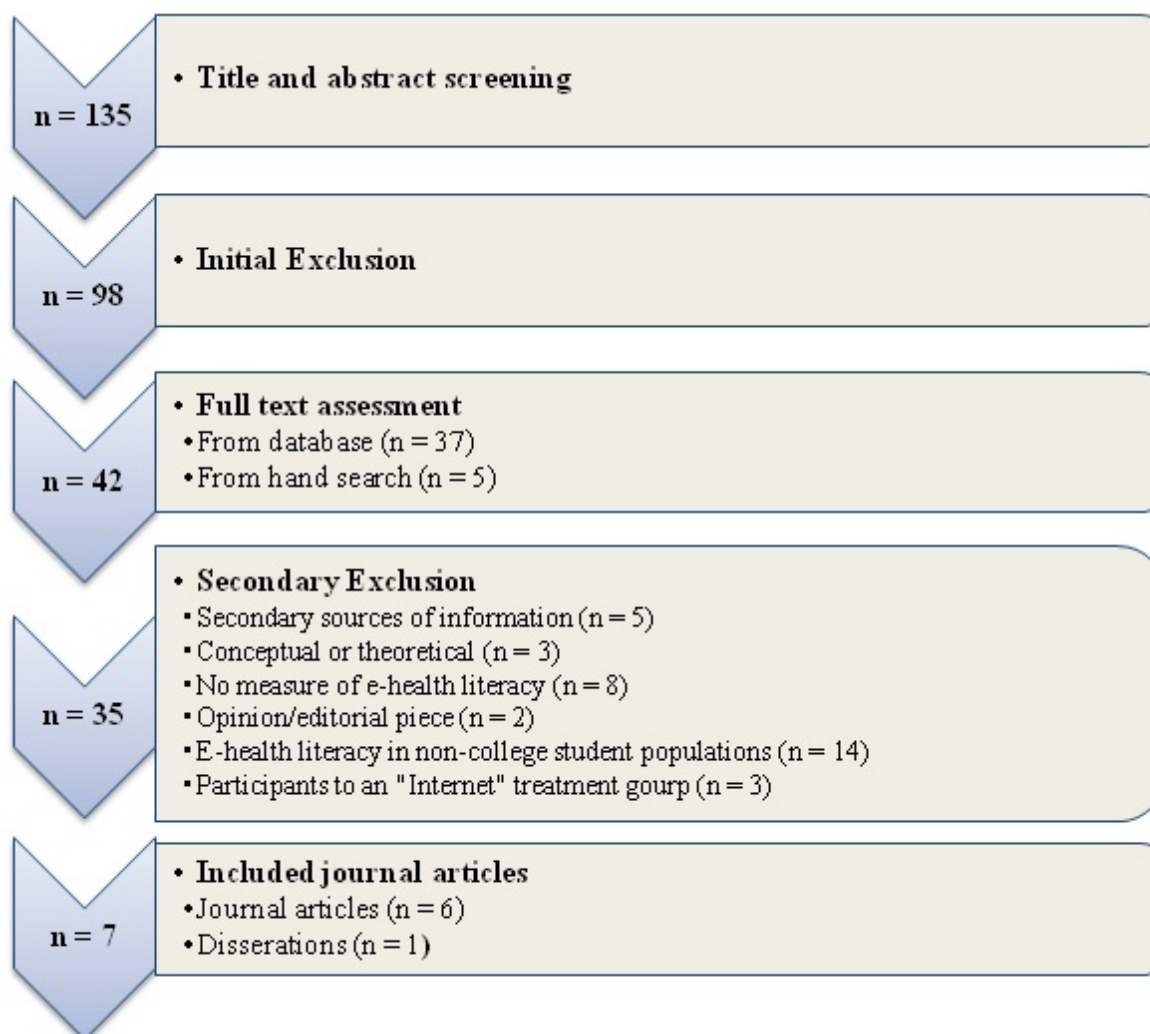 n = 135
• Title and abstract screening
n = 98
• Initial Exclusion
n = 42
• Full text assessment
•From database (n = 37)
•From hand search (n = 5)
n = 35
• Secondary Exclusion
▪Secondary sources of information (n = 5)
▪Conceptual or theoretical (n = 3)
▪No measure of e-health literacy (n = 8)
▪Opinion/editorial piece (n = 2)
▪E-health literacy in non-college student populations (n = 14)
▪Participants to an "Internet" treatment gourp (n = 3)
n = 7
• Included journal articles
•Journal articles (n = 6)
•Disserations (n = 1)